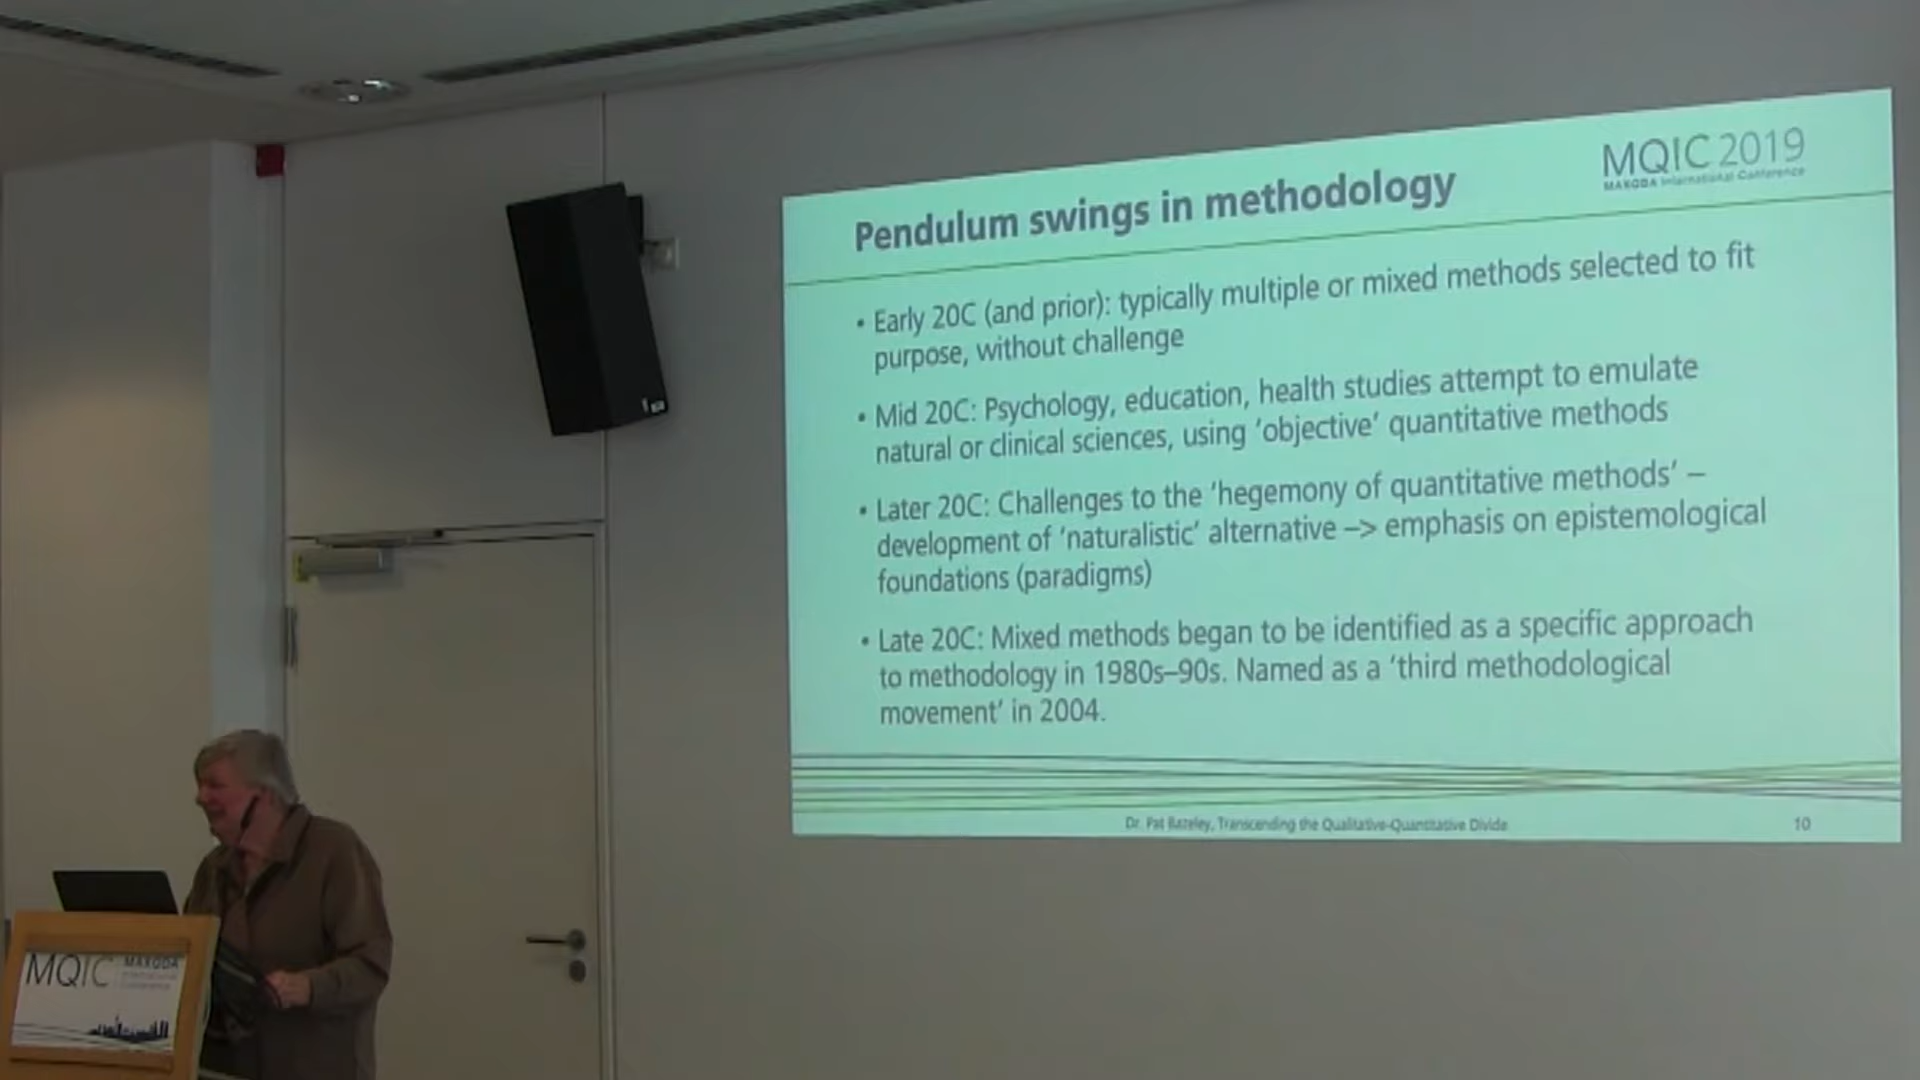 MQIC 2019
MAXQDA International Conference
Pendulum swings in methodology
• Early 20C (and prior): typically multiple or mixed methods selected to fit
purpose, without challenge
• Mid 20C: Psychology, education, health studies attempt to emulate
natural or clinical sciences, using ‘objective’ quantitative methods
• Later 20C: Challenges to the ‘hegemony of quantitative methods’ –
development of ‘naturalistic’ alternative –> emphasis on epistemological
foundations (paradigms)
• Late 20C: Mixed methods began to be identified as a specific approach
to methodology in 1980s–90s. Named as a ‘third methodological
movement’ in 2004.
Dr. Pat Bazeley, Transcending the Qualitative-Quantitative Divide
10
MQIC
MAXQDA
International
Conference